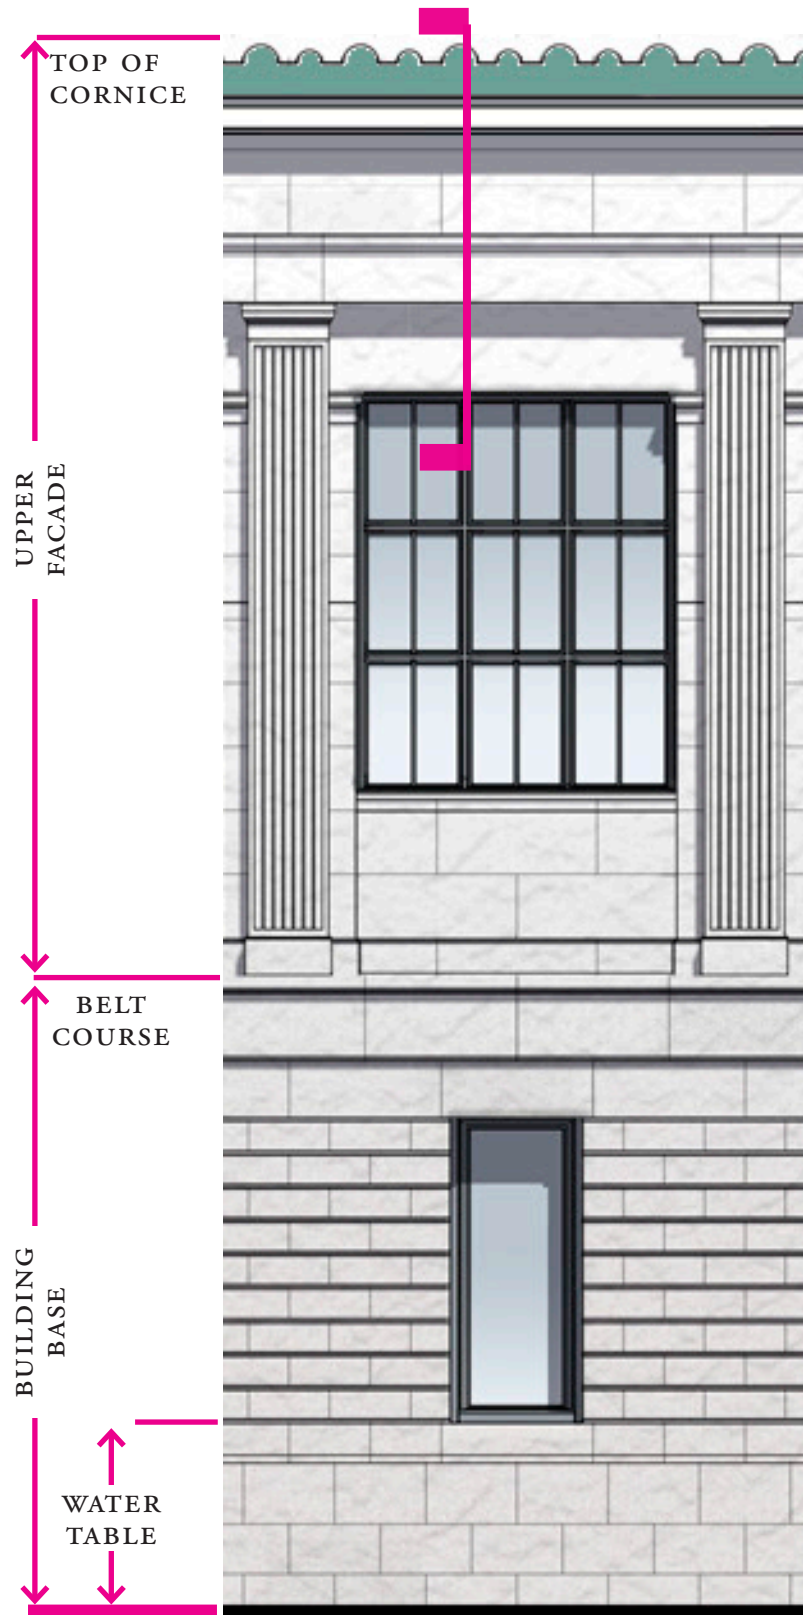 TOP OF
CORNICE
UPPER
FACADE
BELT
COURSE
BUILDING
BASE
WATER
TABLE